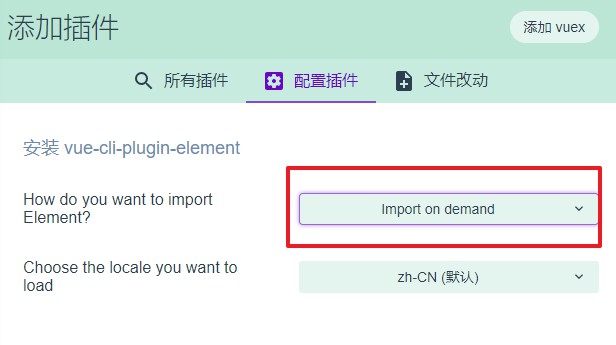 添加插件
添加 vuex
所有插件
配置插件
文件改动
安装 vue-cli-plugin-element
How do you want to import
Element?
Import on demand
Choose the locale you want to
load
zh-CN (默认)